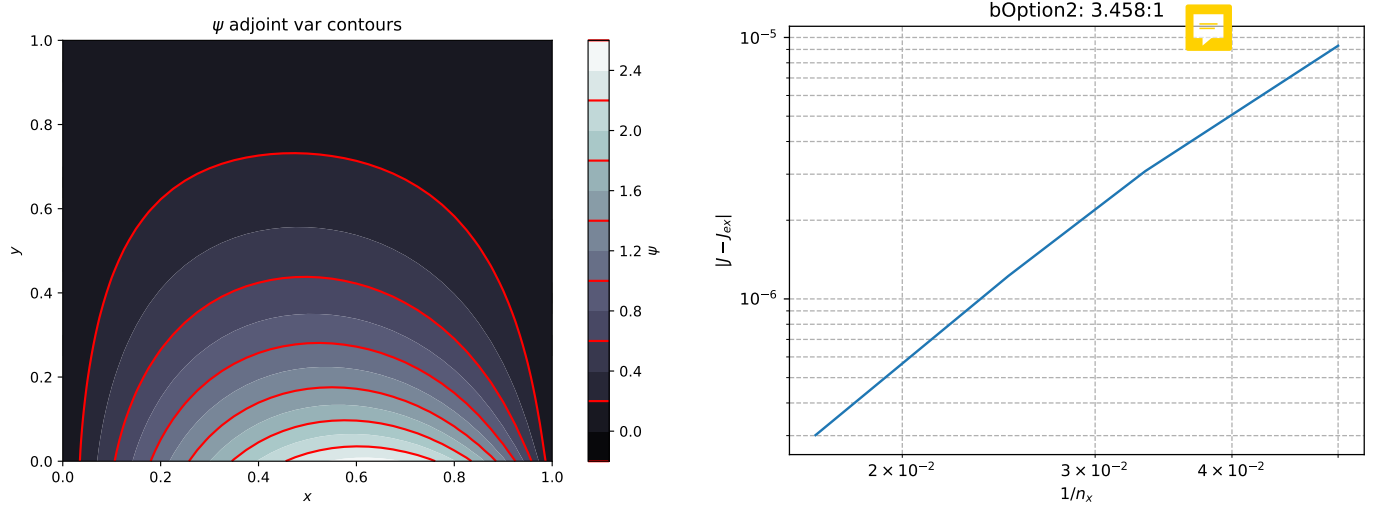 ψ adjoint var contours
1.0
0.8
0.6
0.4
0.2
0.0
y
0.0 0.2 0.4 0.6 0.8 1.0
x
2.4
2.0
1.6
1.2
0.8
0.4
0.0
ψ
bOption2: 3.458:1
10⁻⁵
10⁻⁶
|J − J_{ex}|
2 × 10⁻² 3 × 10⁻² 4 × 10⁻²
1/n_x